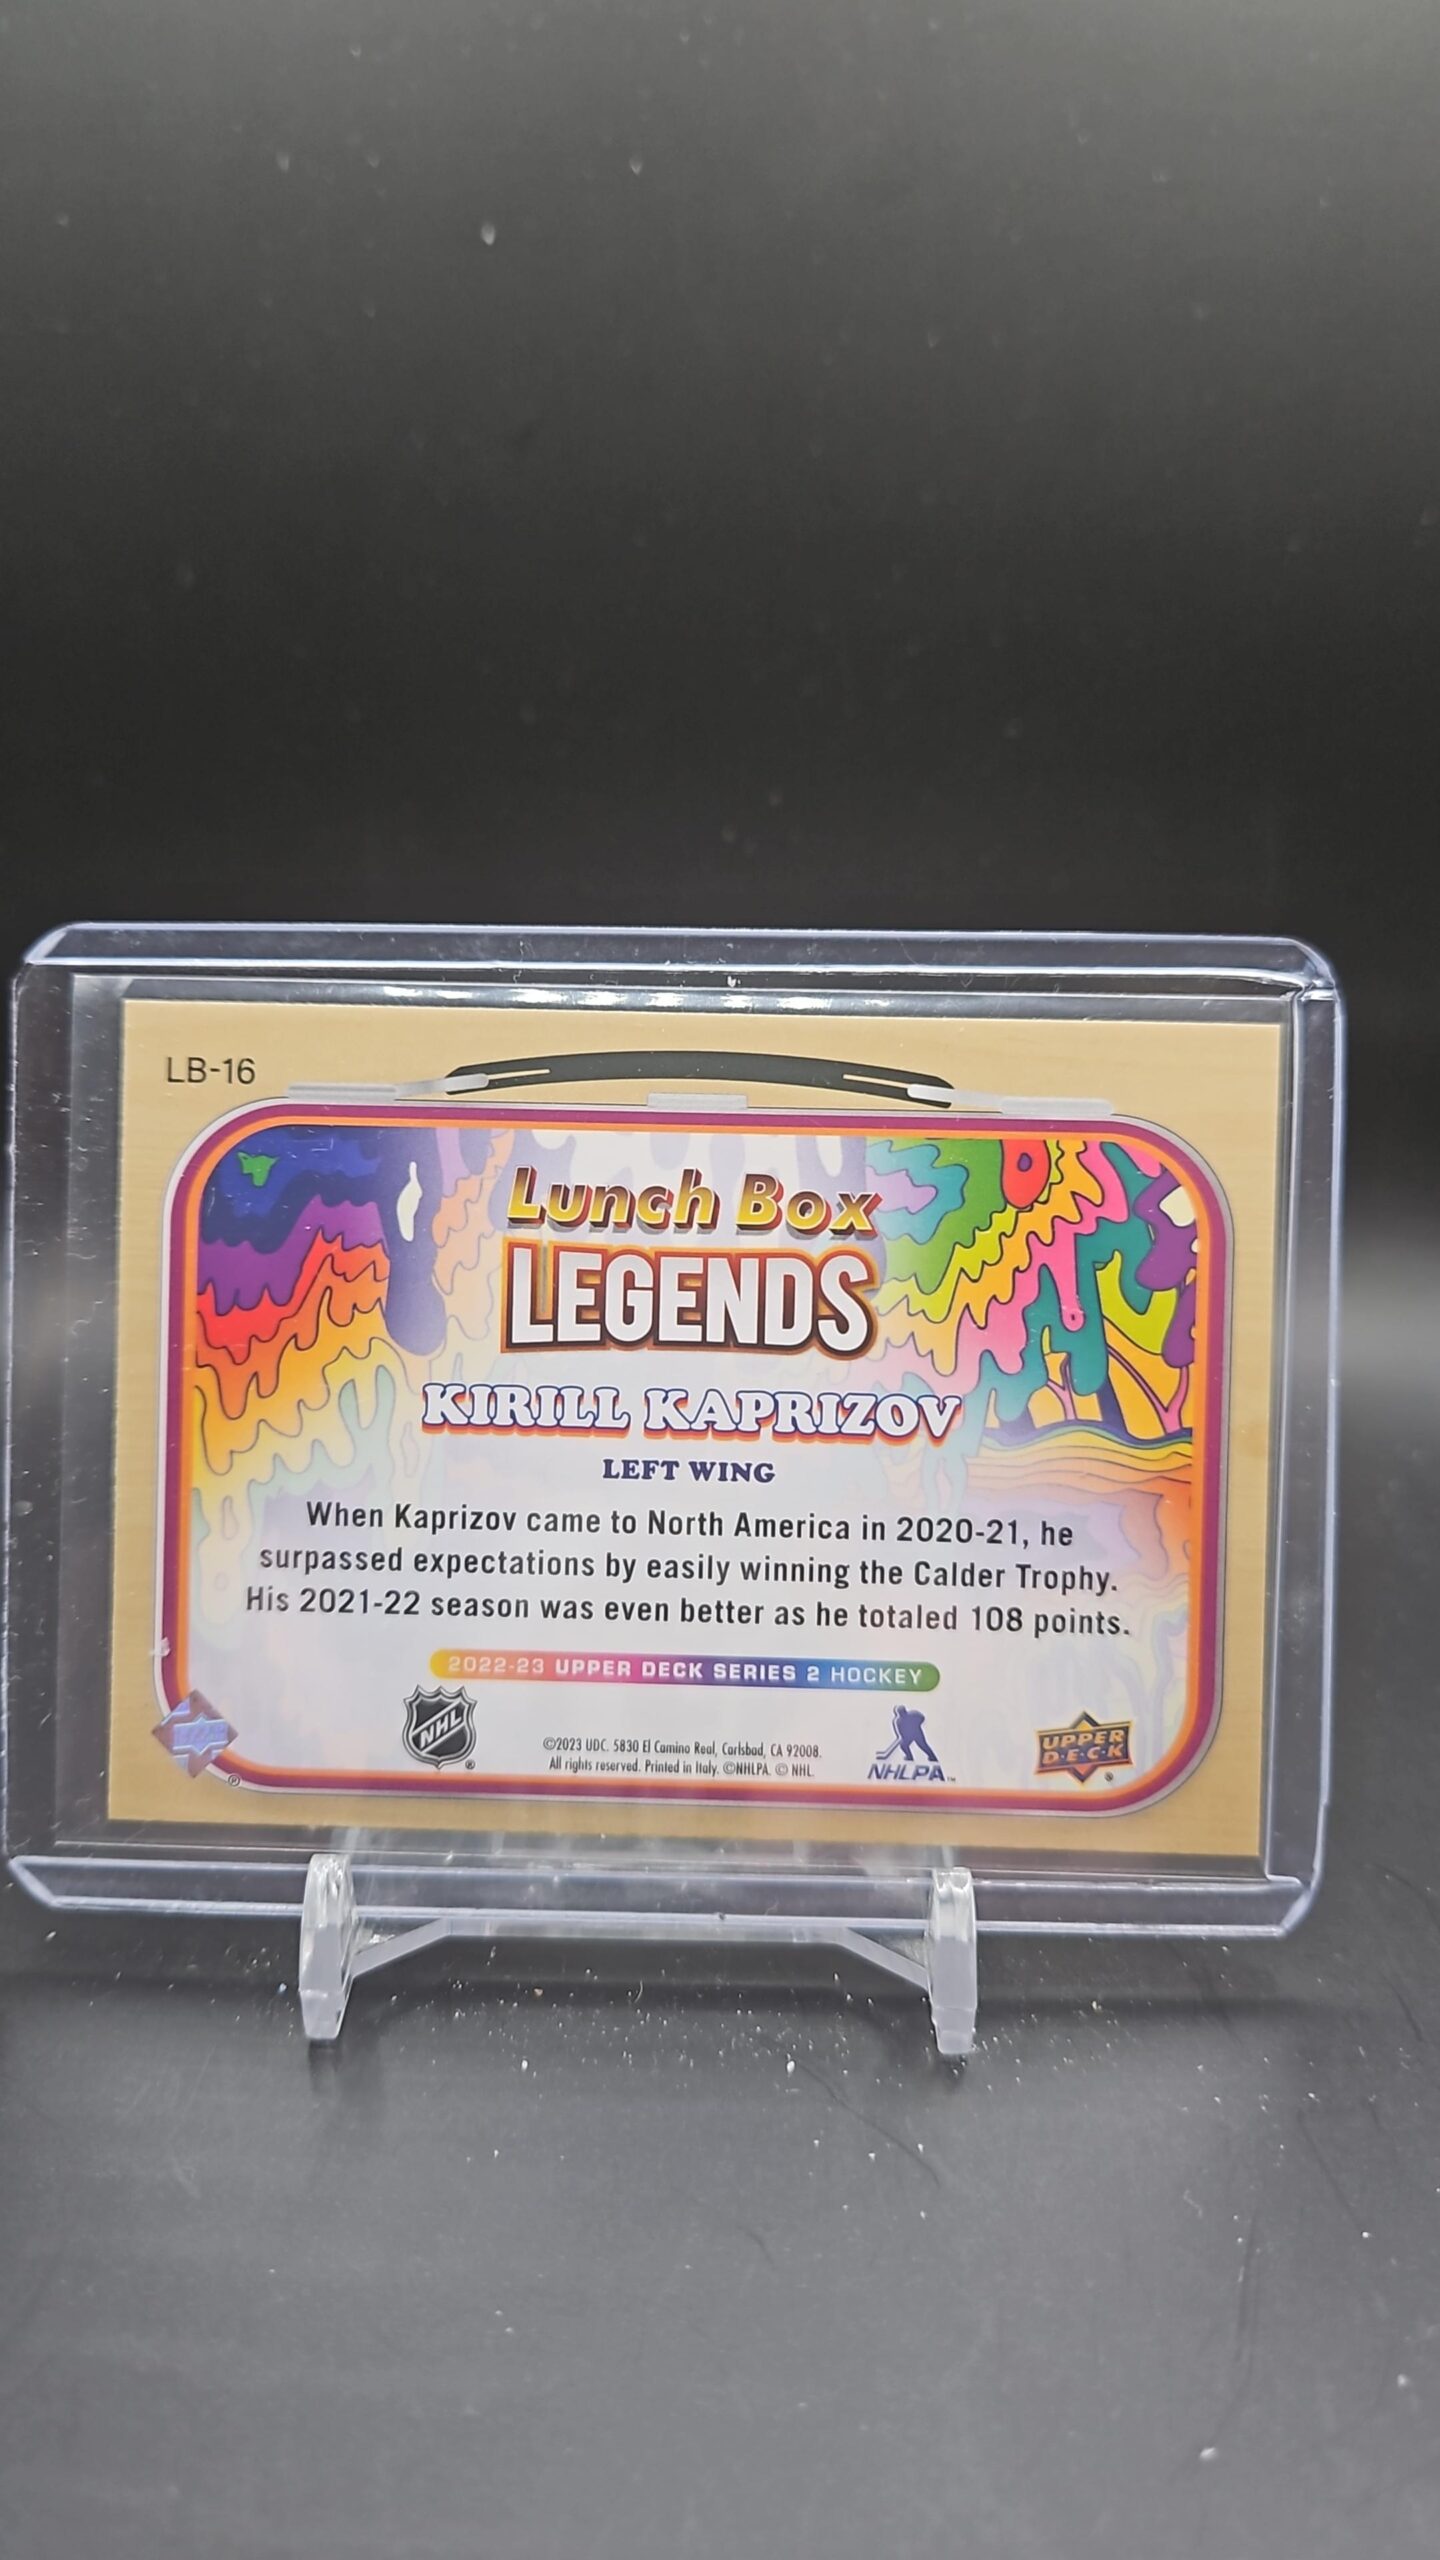 LB-16
Lunch Box
LEGENDS
KIRILL KAPRIZOV
LEFT WING
When Kaprizov came to North America in 2020-21, he
surpassed expectations by easily winning the Calder Trophy.
His 2021-22 season was even better as he totaled 108 points.
2022-23 UPPER DECK SERIES 2 HOCKEY
NHL
®
©2023 UDC. 5830 El Camino Real, Carlsbad, CA 92008.
All rights reserved. Printed in Italy. ©NHLPA. © NHL.
NHLPA™
UPPER
D·E·C·K
®
®